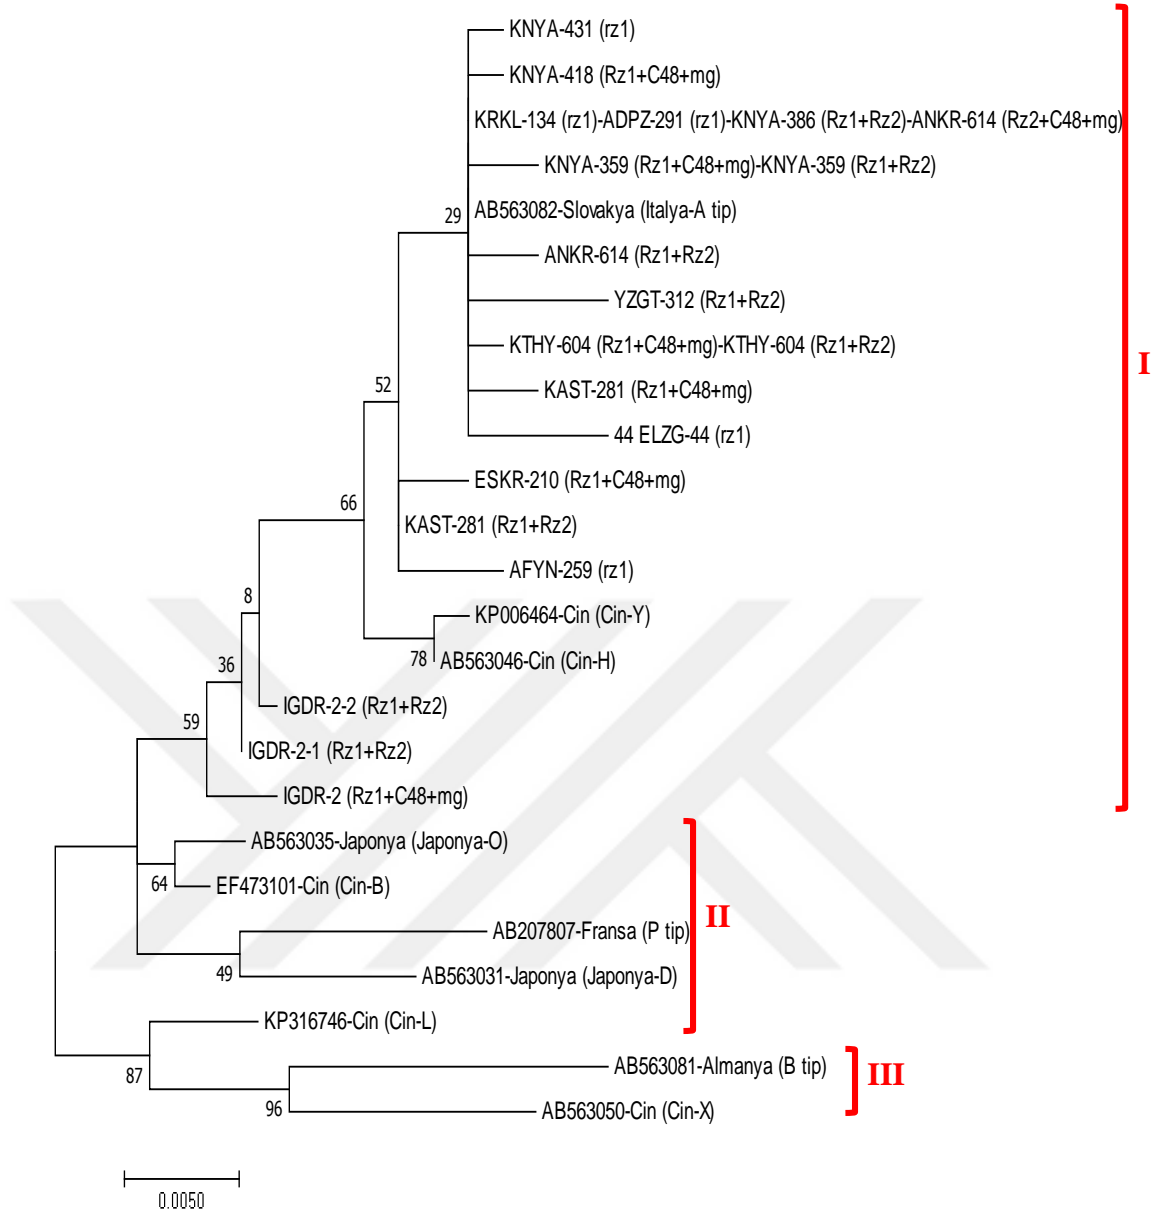 KNYA-431 (rz1)
KNYA-418 (Rz1+C48+mg)
KRKL-134 (rz1)-ADPZ-291 (rz1)-KNYA-386 (Rz1+Rz2)-ANKR-614 (Rz2+C48+mg)
KNYA-359 (Rz1+C48+mg)-KNYA-359 (Rz1+Rz2)
29
AB563082-Slovakya (Italya-A tip)
ANKR-614 (Rz1+Rz2)
YZGT-312 (Rz1+Rz2)
KTHY-604 (Rz1+C48+mg)-KTHY-604 (Rz1+Rz2)
I
52
KAST-281 (Rz1+C48+mg)
44 ELZG-44 (rz1)
ESKR-210 (Rz1+C48+mg)
66
KAST-281 (Rz1+Rz2)
AFYN-259 (rz1)
8
KP006464-Cin (Cin-Y)
36
78
AB563046-Cin (Cin-H)
IGDR-2-2 (Rz1+Rz2)
59
IGDR-2-1 (Rz1+Rz2)
IGDR-2 (Rz1+C48+mg)
AB563035-Japonya (Japonya-O)
64
EF473101-Cin (Cin-B)
II
AB207807-Fransa (P tip)
49
AB563031-Japonya (Japonya-D)
KP316746-Cin (Cin-L)
87
AB563081-Almanya (B tip)
III
96
AB563050-Cin (Cin-X)
0.0050